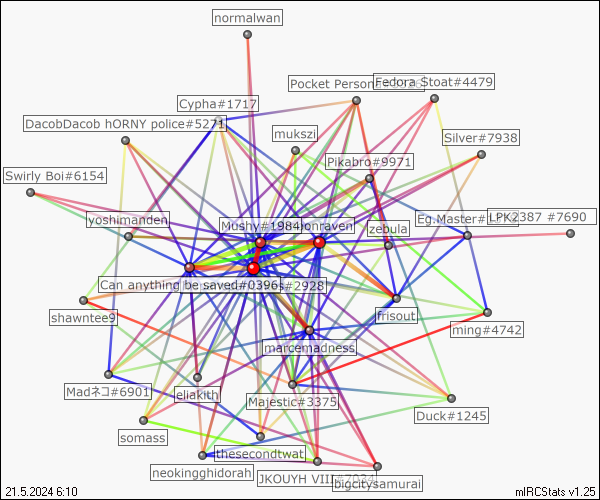 normalwan
Pocket Person
Fedora Stoat#4479
Cypha#1717
DacobDacob hORNY police#5271
mukszi
Silver#7938
Pikabro#9971
Swirly Boi#6154
yoshimanden
Mushy#1984
onraven
zebula
Eg.Master#
LPK2387 #7690
Can anything be saved#0396
#2928
shawntee9
frisout
ming#4742
marcemadness
Madネコ#6901
eliakith
Majestic#3375
Duck#1245
somass
thesecondtwat
neokingghidorah
JKOUYH VII
bigcitysamurai
21.5.2024 6:10
mIRCStats v1.25